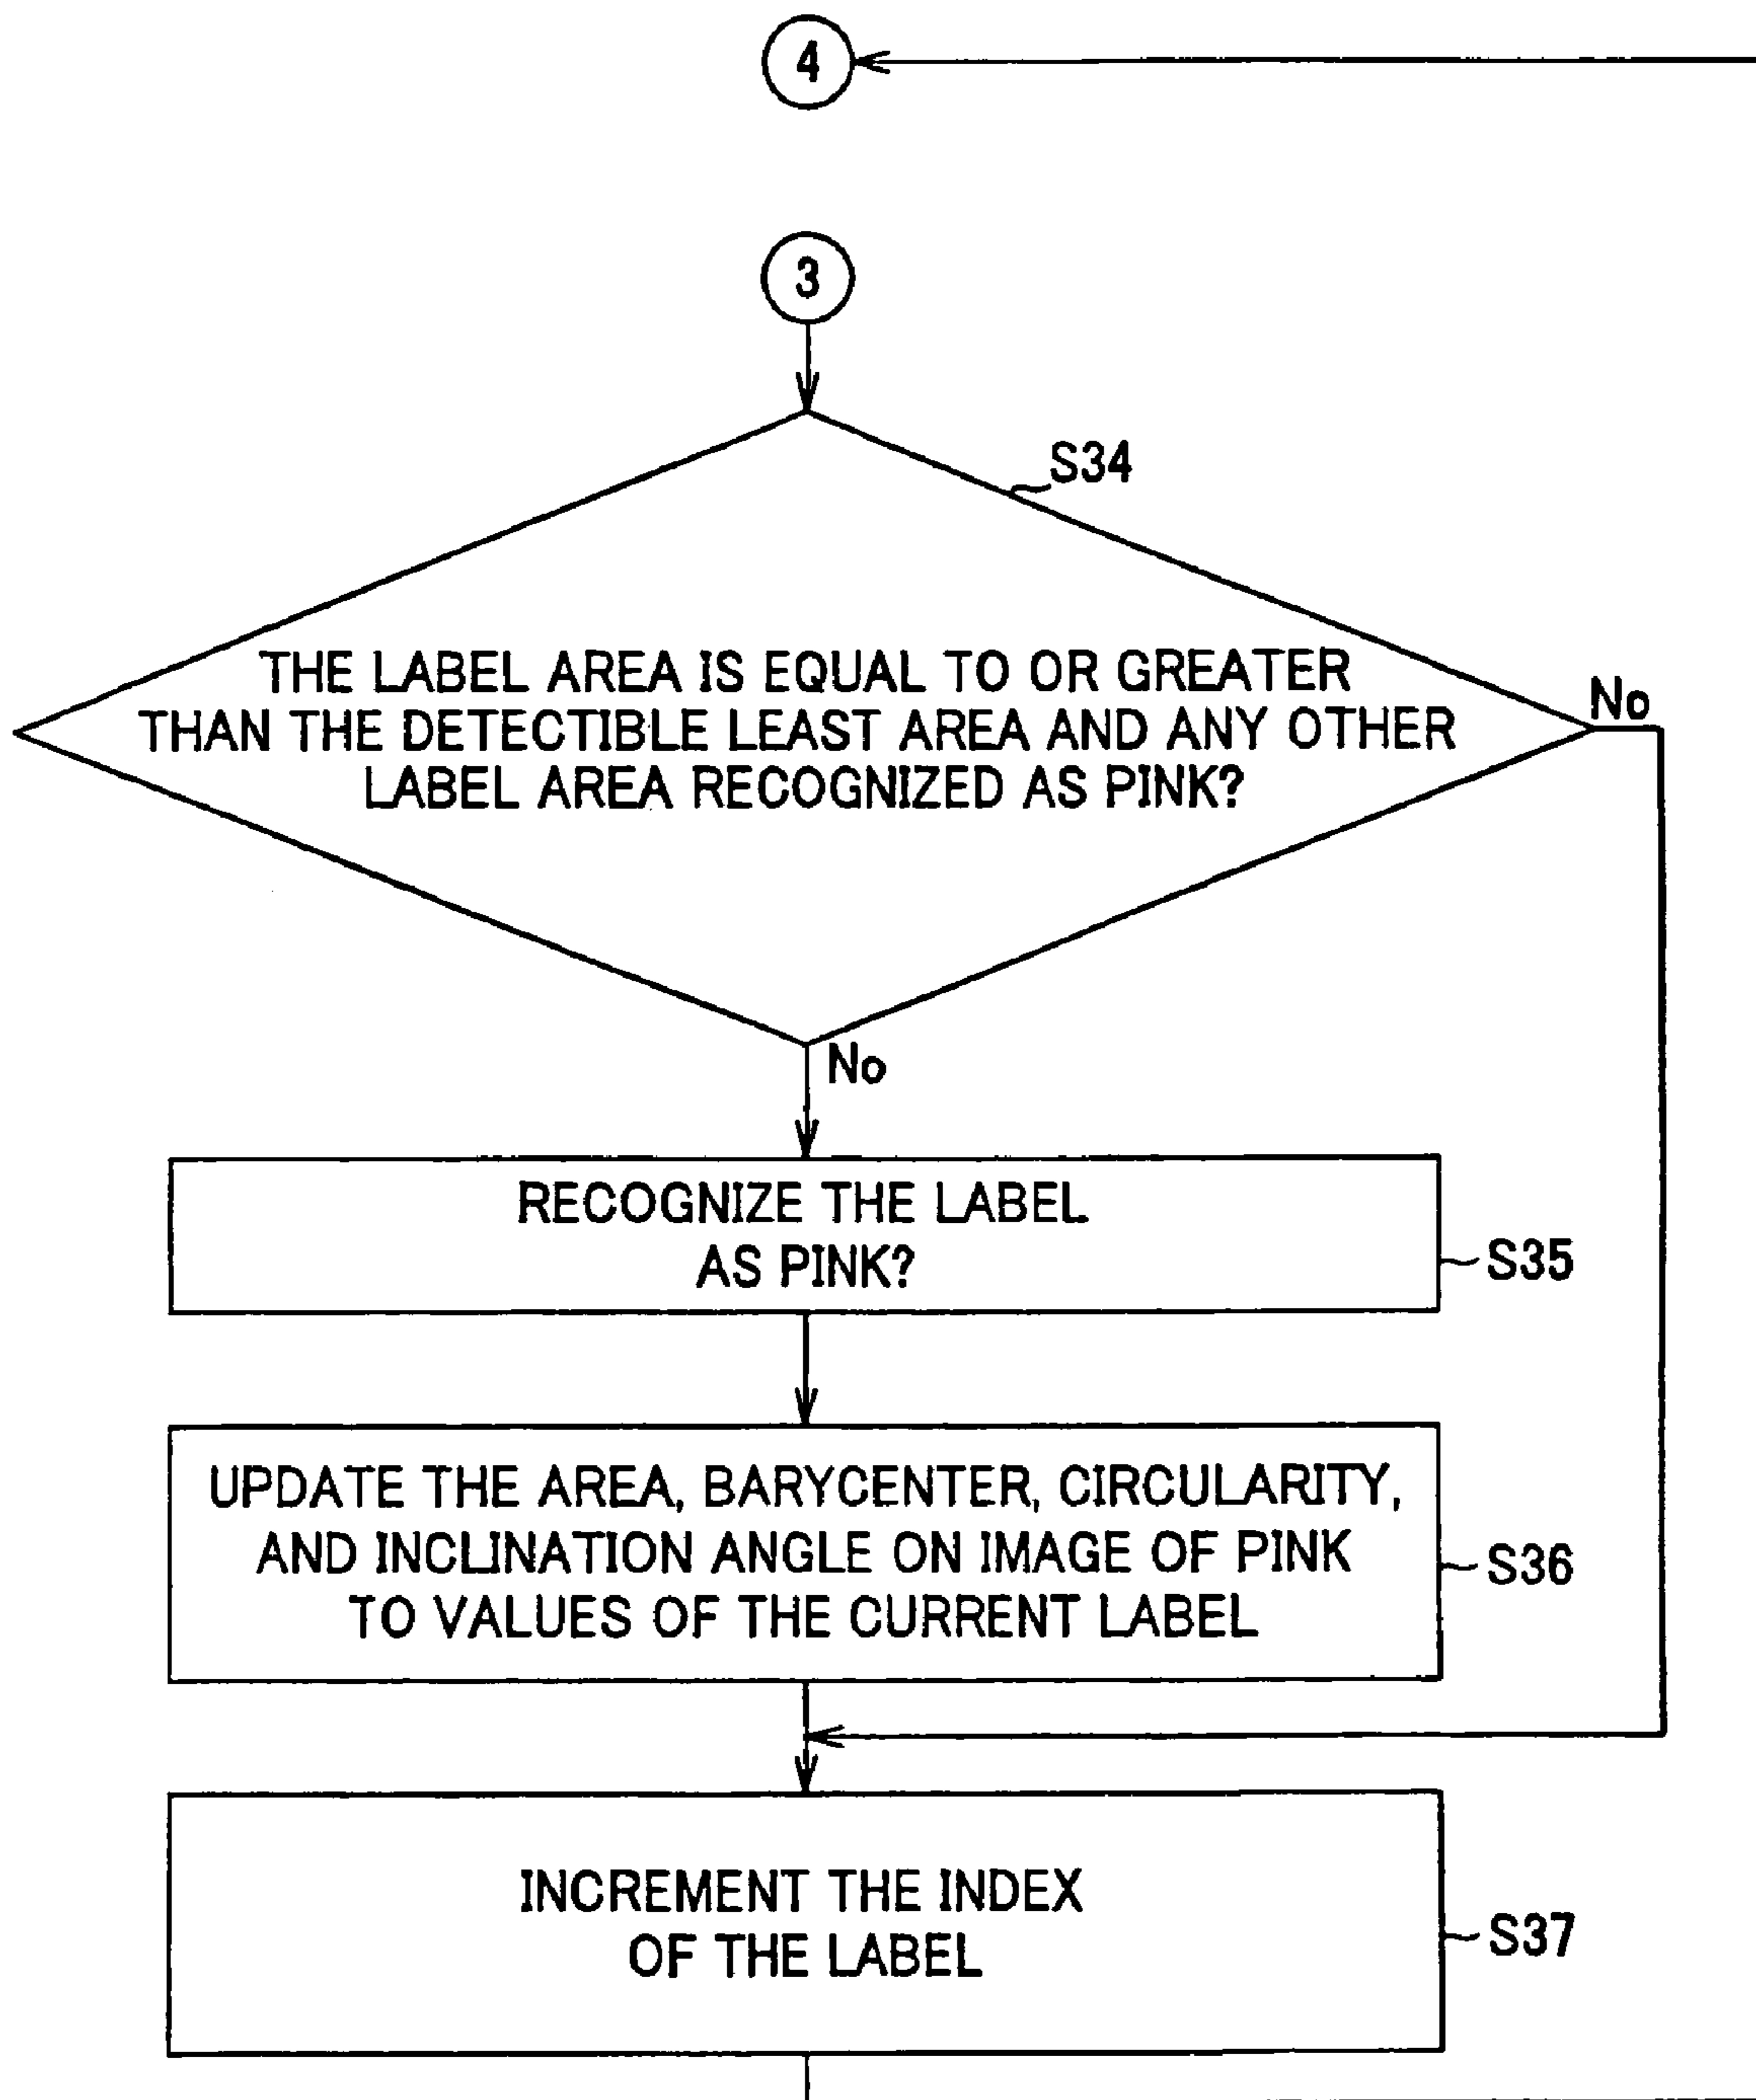 4
3
S34
THE LABEL AREA IS EQUAL TO OR GREATER
THAN THE DETECTIBLE LEAST AREA AND ANY OTHER
LABEL AREA RECOGNIZED AS PINK?
No
No
RECOGNIZE THE LABEL
AS PINK?
S35
UPDATE THE AREA, BARYCENTER, CIRCULARITY,
AND INCLINATION ANGLE ON IMAGE OF PINK
TO VALUES OF THE CURRENT LABEL
S36
INCREMENT THE INDEX
OF THE LABEL
S37